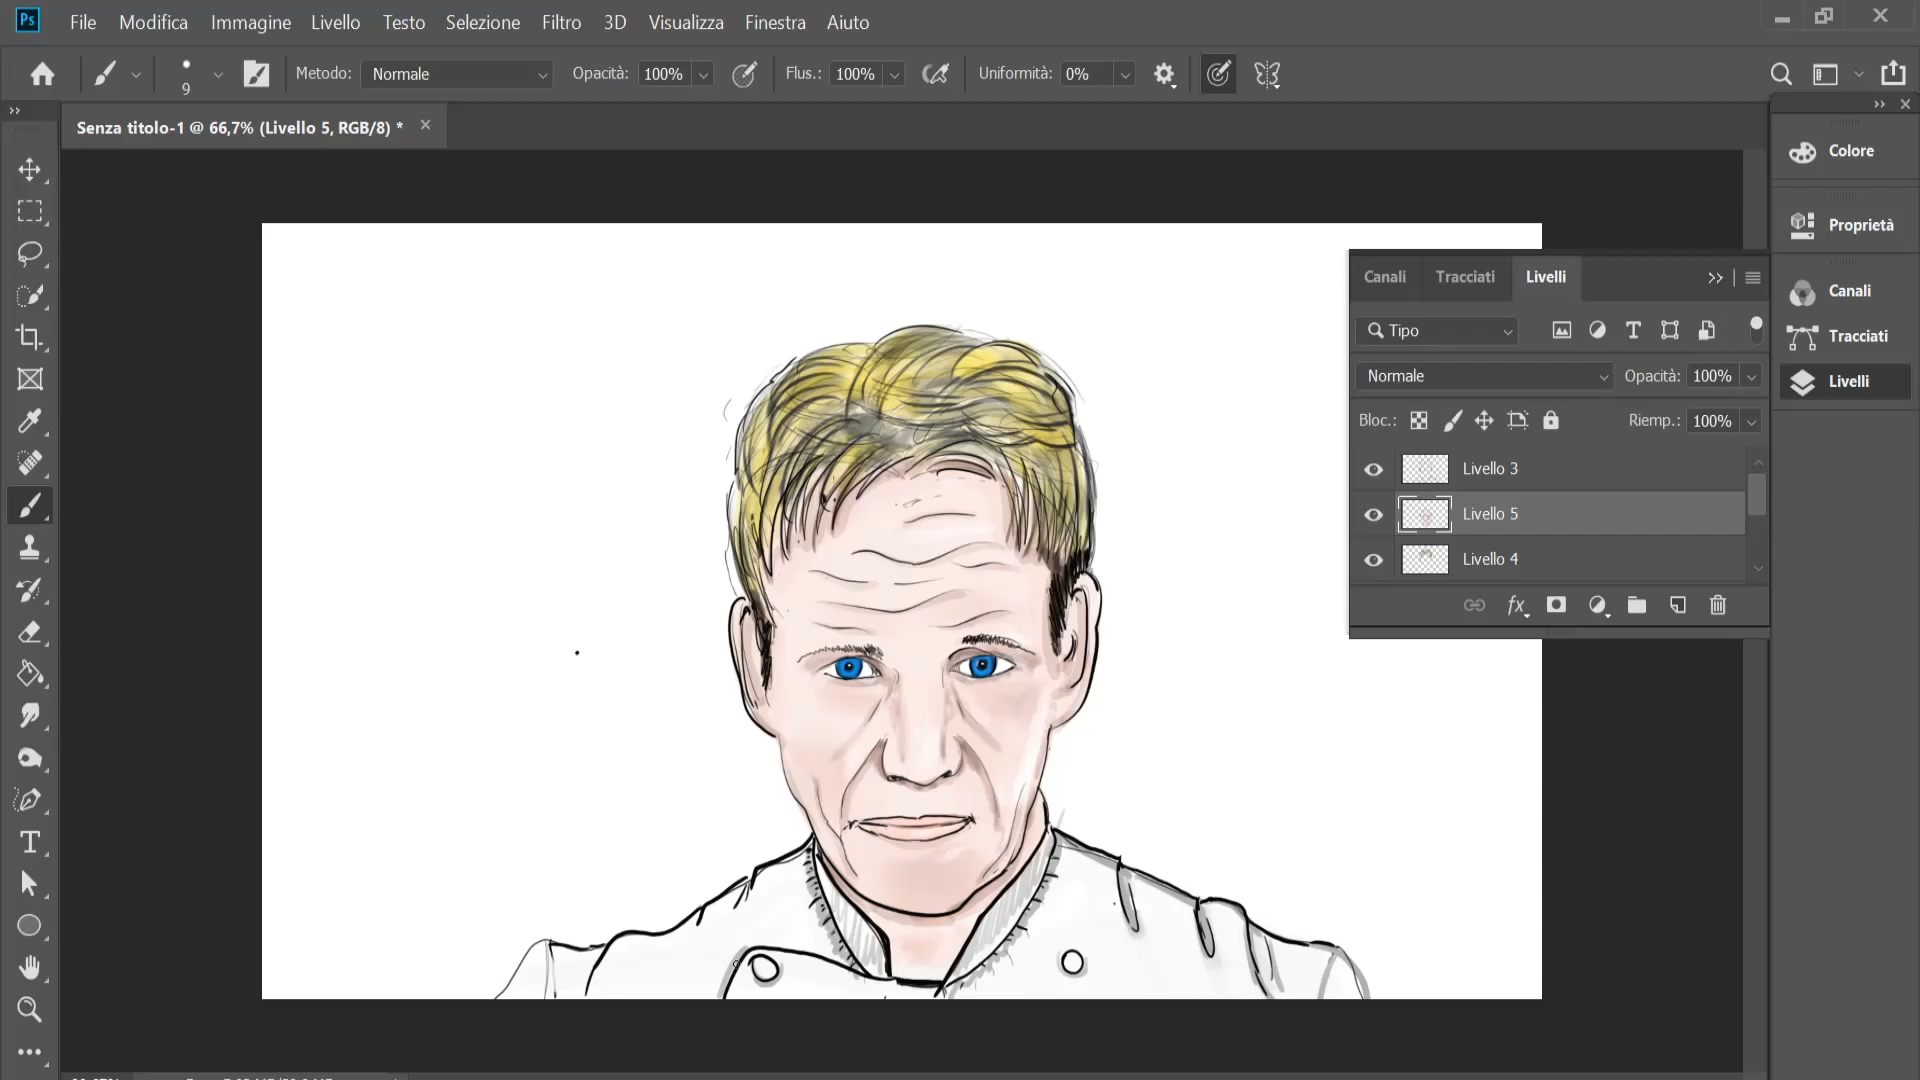 Ps File Modifica Immagine Livello Testo Selezione Filtro 3D Visualizza Finestra Aiuto
9 Metodo: Normale Opacità: 100% Flus.: 100% Uniformità: 0%
Senza titolo-1 @ 66,7% (Livello 5, RGB/8) *
Colore
Proprietà
Canali
Tracciati
Livelli
Canali Tracciati Livelli
Tipo
Normale Opacità: 100%
Bloc.: Riemp.: 100%
Livello 3
Livello 5
Livello 4
fx